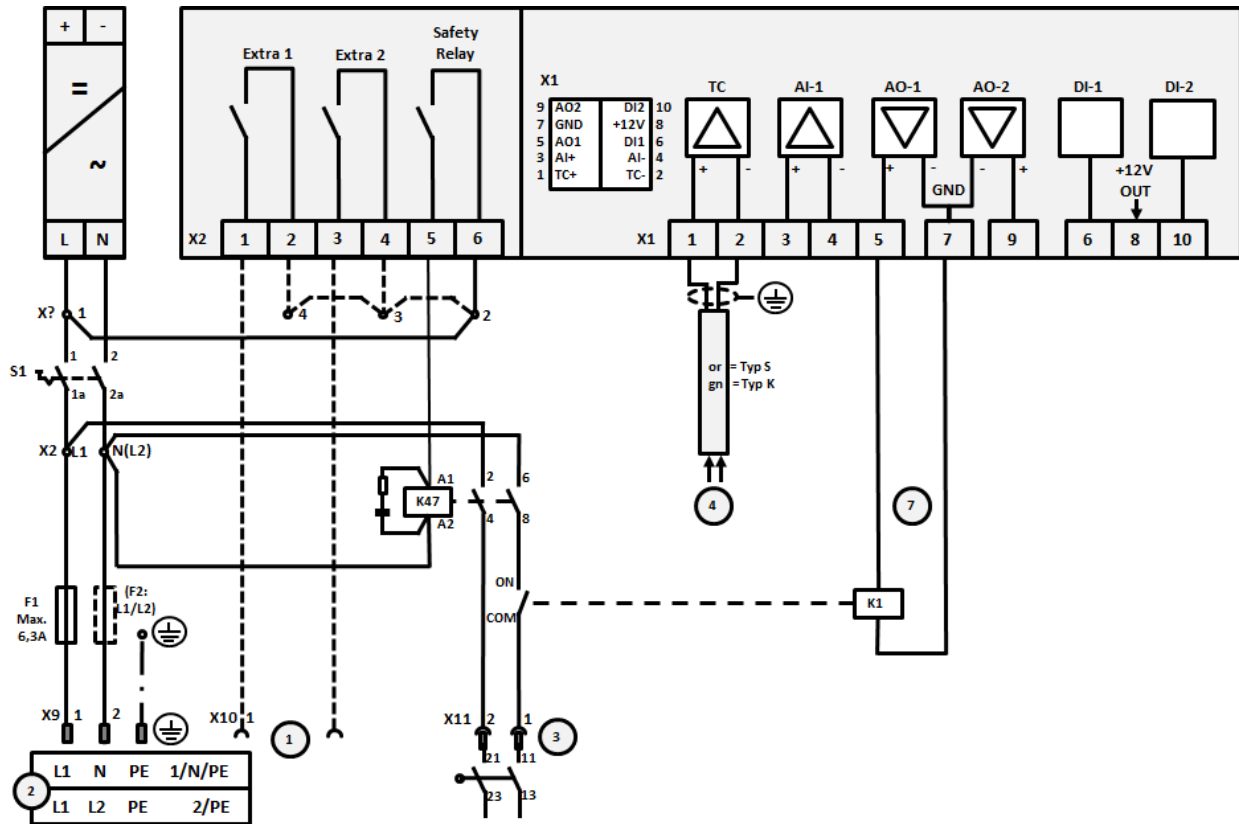 + -
=
~
L N
Extra 1
Extra 2
Safety
Relay
X2 1 2 3 4 5 6
X1
9 AO2 DI2 10
7 GND +12V 8
5 AO1 DI1 6
3 AI+ AI- 4
1 TC+ TC- 2
TC AI-1 AO-1 AO-2 DI-1 DI-2
+ - + - + - - +
GND
+12V
OUT
X1 1 2 3 4 5 7 9 6 8 10
X? 1
4 3 2
1 2
S1
1a 2a
or = Typ S
gn = Typ K
X2 L1 N(L2)
A1
K47
A2
2 6
4 8
4
7
ON
COM
K1
F1
Max.
6,3A
(F2:
L1/L2)
X9 1 2
X10 1
1
X11 2 1
3
21 11
23 13
2
L1 N PE 1/N/PE
L1 L2 PE 2/PE